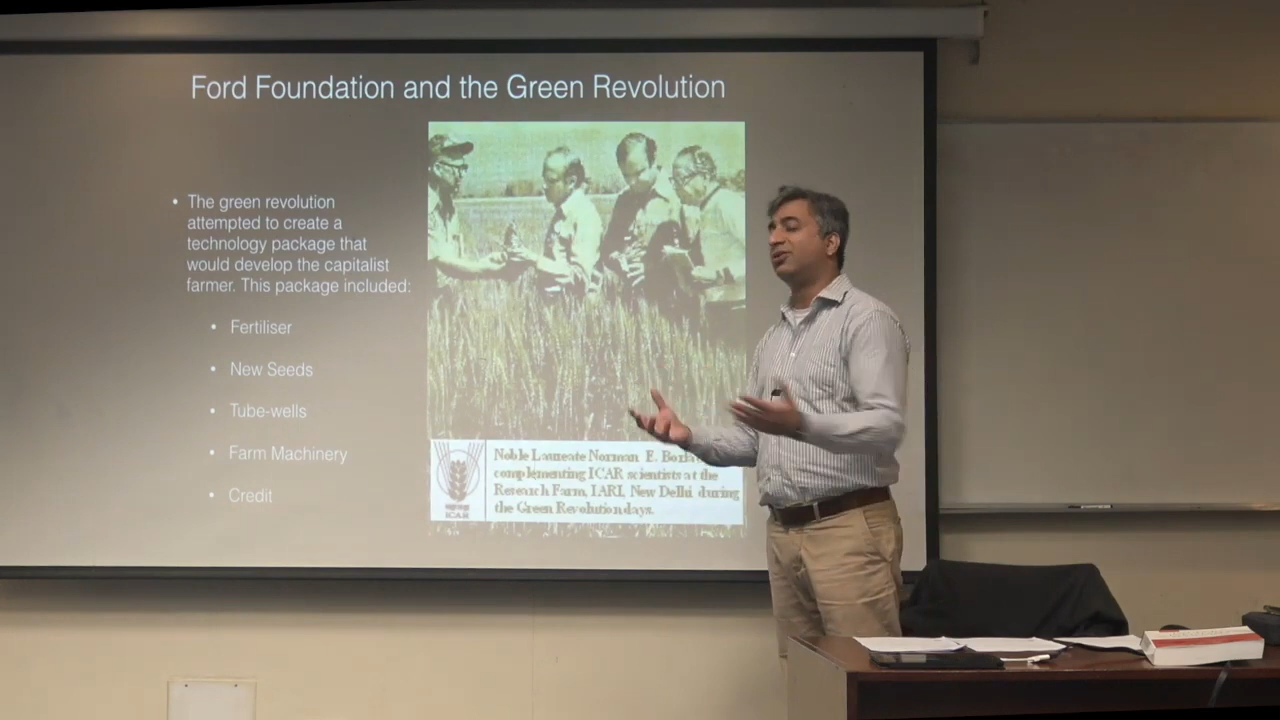 Ford Foundation and the Green Revolution
• The green revolution
attempted to create a
technology package that
would develop the capitalist
farmer. This package included:
• Fertiliser
• New Seeds
• Tube-wells
• Farm Machinery
• Credit
Noble Laureate Norman E.
complementing ICAR scientists at the
Research Farm, IARI, New Delhi during
the Green Revolution days.
ICAR